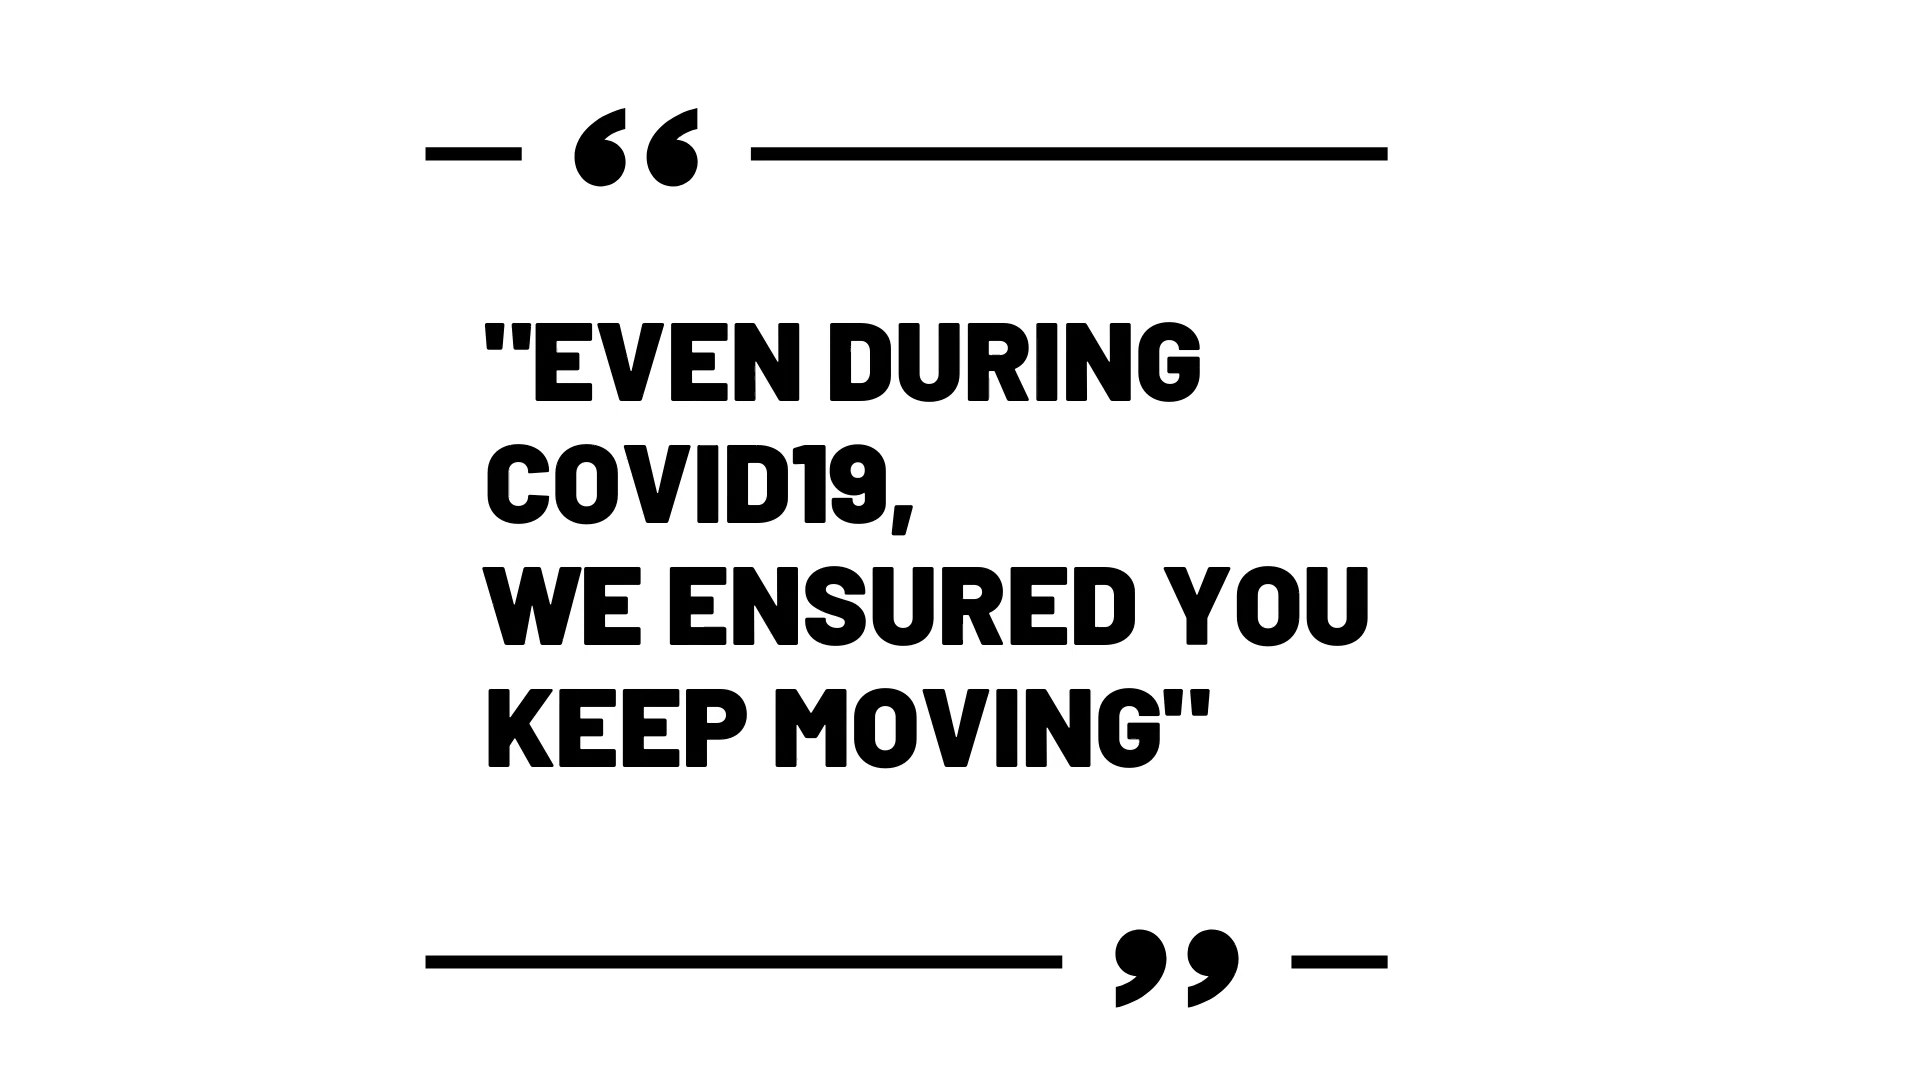 “
"EVEN DURING
COVID19,
WE ENSURED YOU
KEEP MOVING"
”